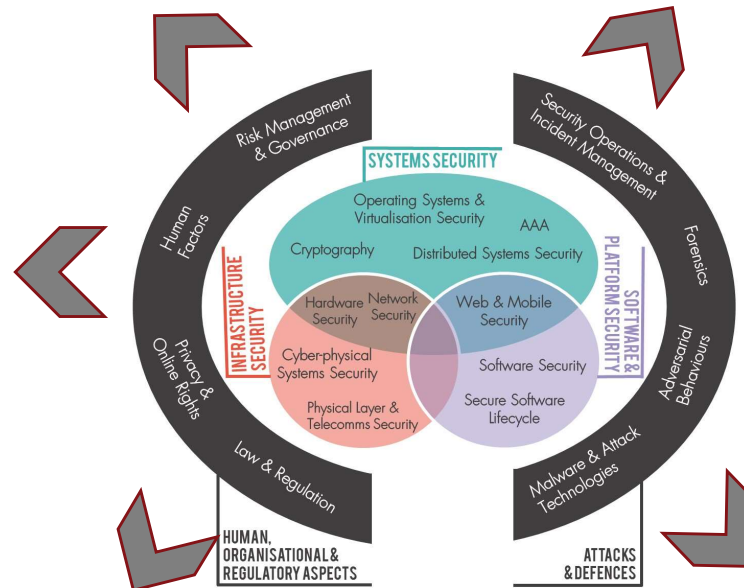 Risk Management
& Governance
Human
Factors
Privacy &
Online Rights
Law & Regulation
HUMAN,
ORGANISATIONAL &
REGULATORY ASPECTS
SYSTEMS SECURITY
Operating Systems &
Virtualisation Security
AAA
Cryptography
Distributed Systems Security
INFRASTRUCTURE
SECURITY
Hardware
Security
Network
Security
Web & Mobile
Security
Cyber-physical
Systems Security
Physical Layer &
Telecomms Security
Software Security
Secure Software
Lifecycle
SOFTWARE &
PLATFORM SECURITY
Security Operations &
Incident Management
Forensics
Adversarial
Behaviours
Malware & Attack
Technologies
ATTACKS
& DEFENCES